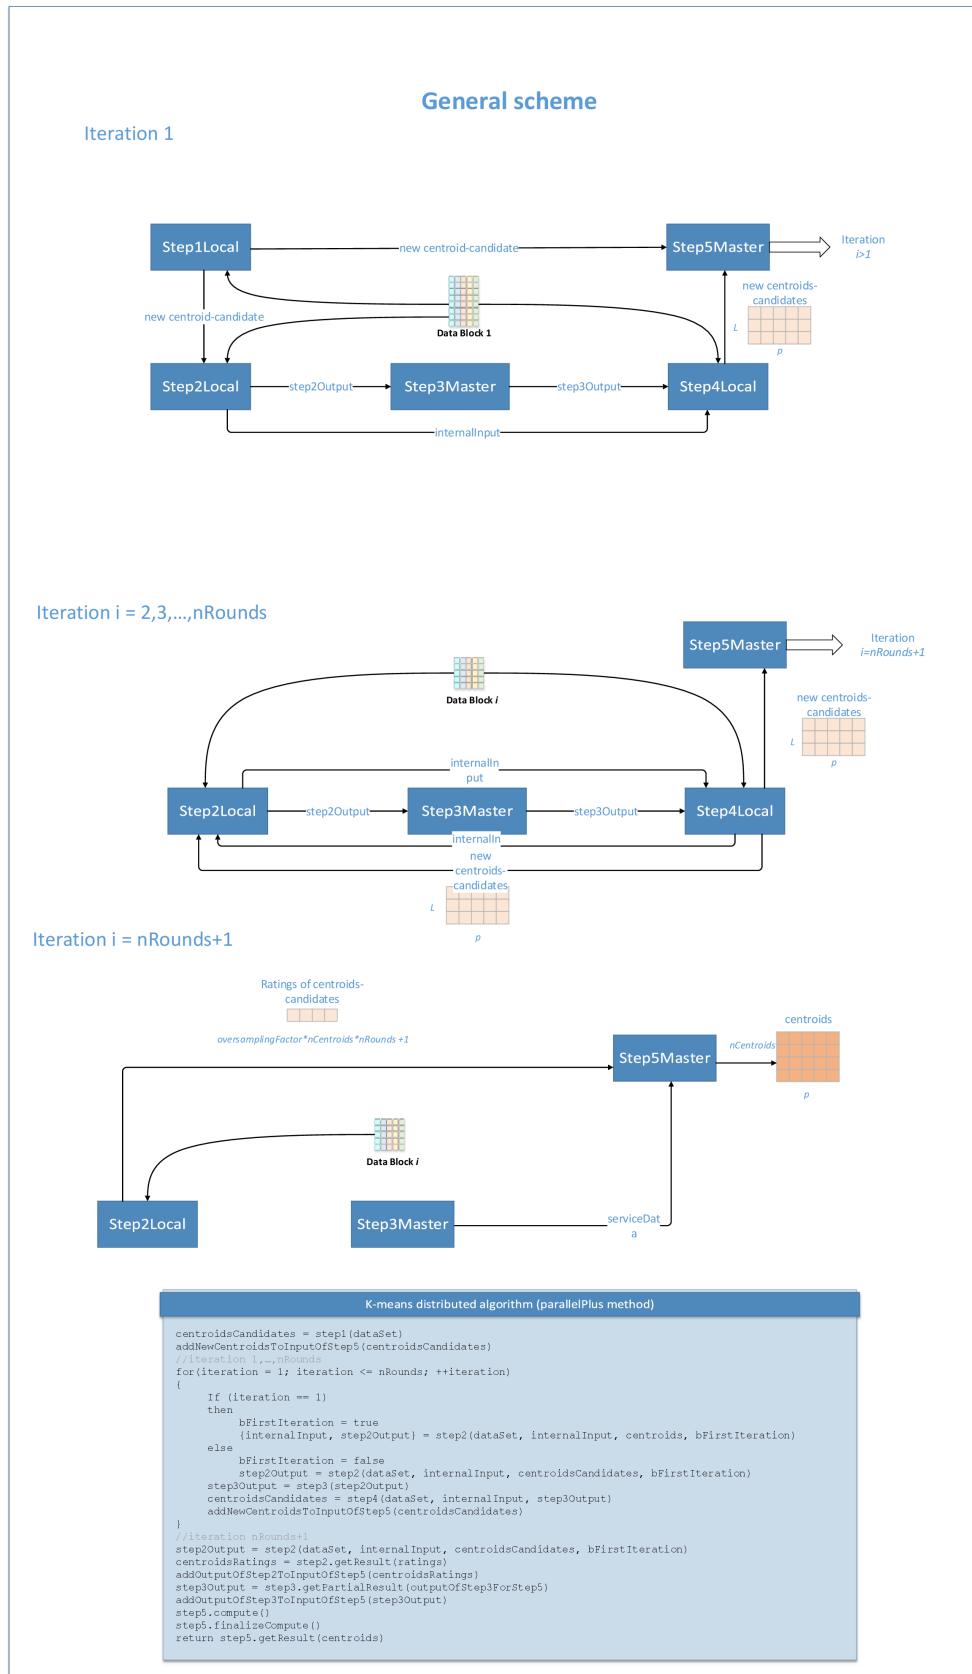 General scheme
Iteration 1
Step1Local
new centroid-candidate
Step5Master
Iteration
i>1
new centroids-
candidates
L
p
new centroid-candidate
Data Block 1
Step2Local
step2Output
Step3Master
step3Output
Step4Local
internalInput
Iteration i = 2,3,...,nRounds
Step5Master
Iteration
i=nRounds+1
Data Block i
new centroids-
candidates
L
p
internalIn
put
Step2Local
step2Output
Step3Master
step3Output
Step4Local
internalIn
new
centroids-
candidates
L
p
Iteration i = nRounds+1
Ratings of centroids-
candidates
oversamplingFactor*nCentroids*nRounds +1
Step5Master
nCentroids
centroids
p
Data Block i
Step2Local
Step3Master
serviceDat
a
K-means distributed algorithm (parallelPlus method)
centroidsCandidates = step1(dataSet)
addNewCentroidsToInputOfStep5(centroidsCandidates)
//iteration 1,…,nRounds
for(iteration = 1; iteration <= nRounds; ++iteration)
{
If (iteration == 1)
then
bFirstIteration = true
{internalInput, step2Output} = step2(dataSet, internalInput, centroids, bFirstIteration)
else
bFirstIteration = false
step2Output = step2(dataSet, internalInput, centroidsCandidates, bFirstIteration)
step3Output = step3(step2Output)
centroidsCandidates = step4(dataSet, internalInput, step3Output)
addNewCentroidsToInputOfStep5(centroidsCandidates)
}
//iteration nRounds+1
step2Output = step2(dataSet, internalInput, centroidsCandidates, bFirstIteration)
centroidsRatings = step2.getResult(ratings)
addOutputOfStep2ToInputOfStep5(centroidsRatings)
step3Output = step3.getPartialResult(outputOfStep3ForStep5)
addOutputOfStep3ToInputOfStep5(step3Output)
step5.compute()
step5.finalizeCompute()
return step5.getResult(centroids)